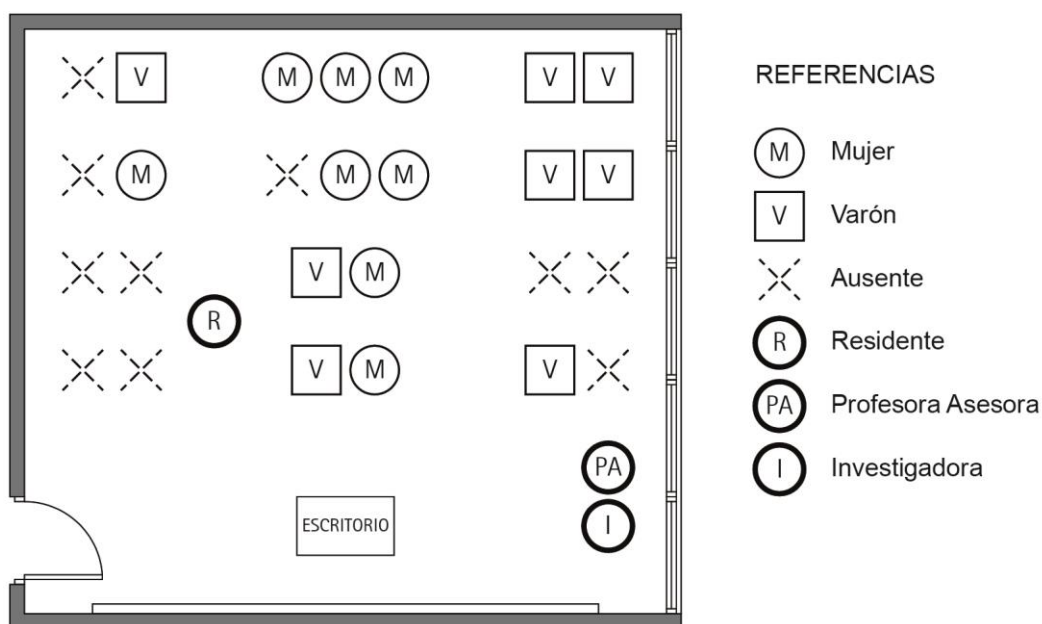 V M M M V V
M M M V V
V M
R
V M V
PA
ESCRITORIO I
REFERENCIAS
M Mujer
V Varón
Ausente
R Residente
PA Profesora Asesora
I Investigadora